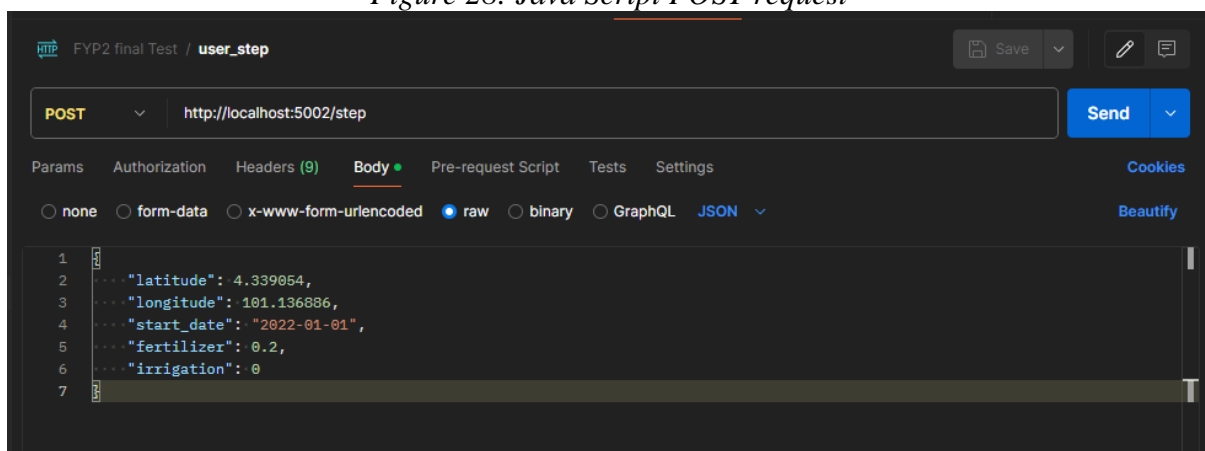 Figure 28: Java Script POST request
HTTP FYP2 final Test / user_step Save
POST http://localhost:5002/step Send
Params Authorization Headers (9) Body Pre-request Script Tests Settings Cookies
none form-data x-www-form-urlencoded raw binary GraphQL JSON Beautify
1 {
2 "latitude": 4.339054,
3 "longitude": 101.136886,
4 "start_date": "2022-01-01",
5 "fertilizer": 0.2,
6 "irrigation": 0
7 }